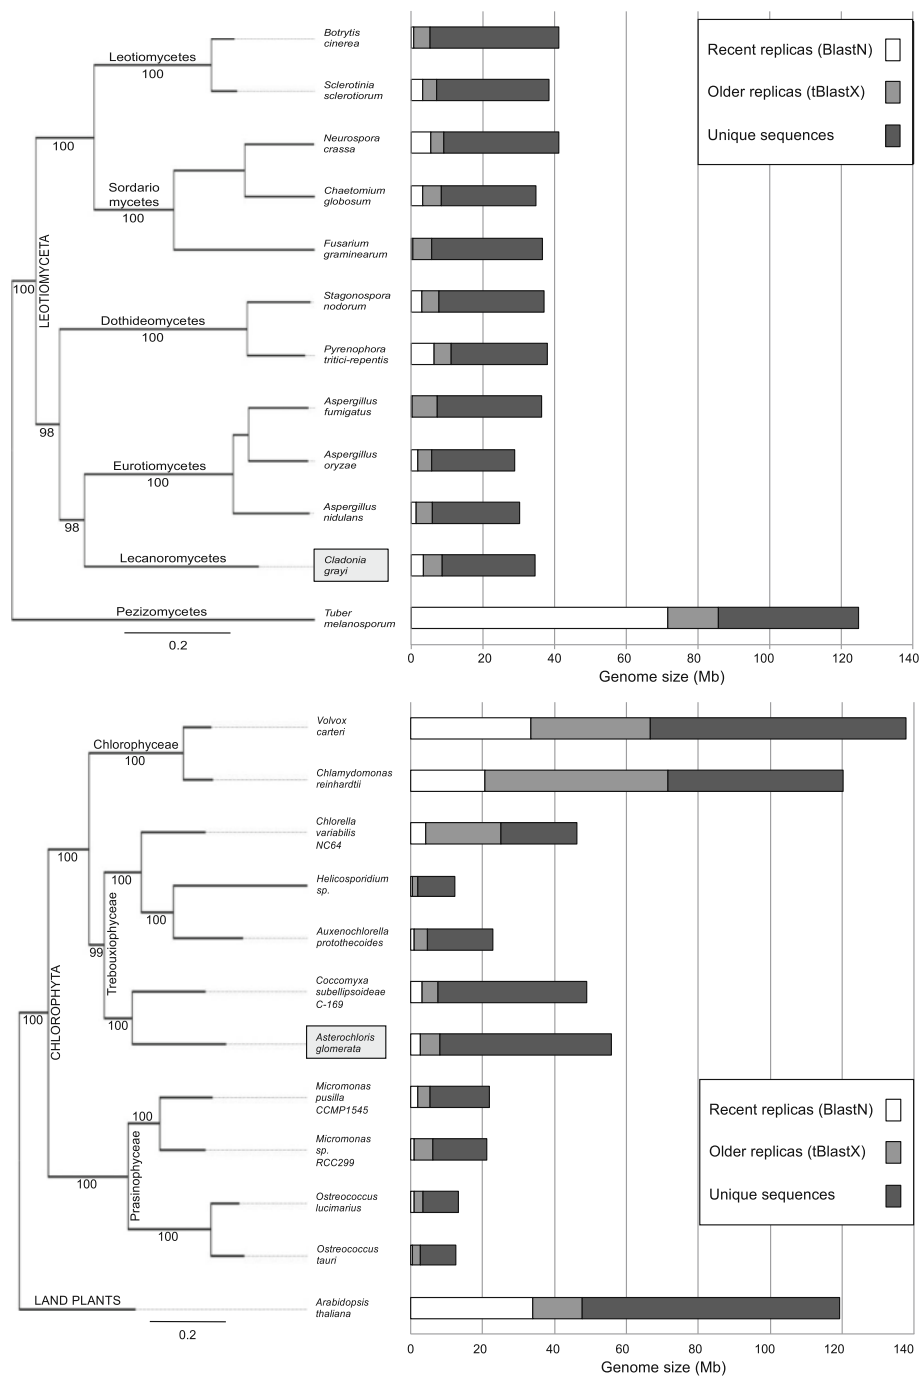 Botrytis
cinerea
Leotiomycetes
100
Sclerotinia
sclerotiorum
100
Neurospora
crassa
Sordario
mycetes
100
Chaetomium
globosum
Fusarium
graminearum
100
LEOTIOMYCETA
Stagonospora
nodorum
Dothideomycetes
100
Pyrenophora
tritici-repentis
Aspergillus
fumigatus
98
Eurotiomycetes
100
Aspergillus
oryzae
Aspergillus
nidulans
98
Lecanoromycetes
Cladonia
grayi
Pezizomycetes
Tuber
melanosporum
0.2
Recent replicas (BlastN)
Older replicas (tBlastX)
Unique sequences
0 20 40 60 80 100 120 140
Genome size (Mb)
Volvox
carteri
Chlorophyceae
100
Chlamydomonas
reinhardtii
Chlorella
variabilis
NC64
100
100
Helicosporidium
sp.
100
Auxenochlorella
protothecoides
Trebouxiophyceae
99
Coccomyxa
subellipsoideae
C-169
100
100
CHLOROPHYTA
Asterochloris
glomerata
Micromonas
pusilla
CCMP1545
100
Micromonas
sp.
RCC299
100
Prasinophyceae
Ostreococcus
lucimarius
100
Ostreococcus
tauri
LAND PLANTS
Arabidopsis
thaliana
0.2
Recent replicas (BlastN)
Older replicas (tBlastX)
Unique sequences
0 20 40 60 80 100 120 140
Genome size (Mb)